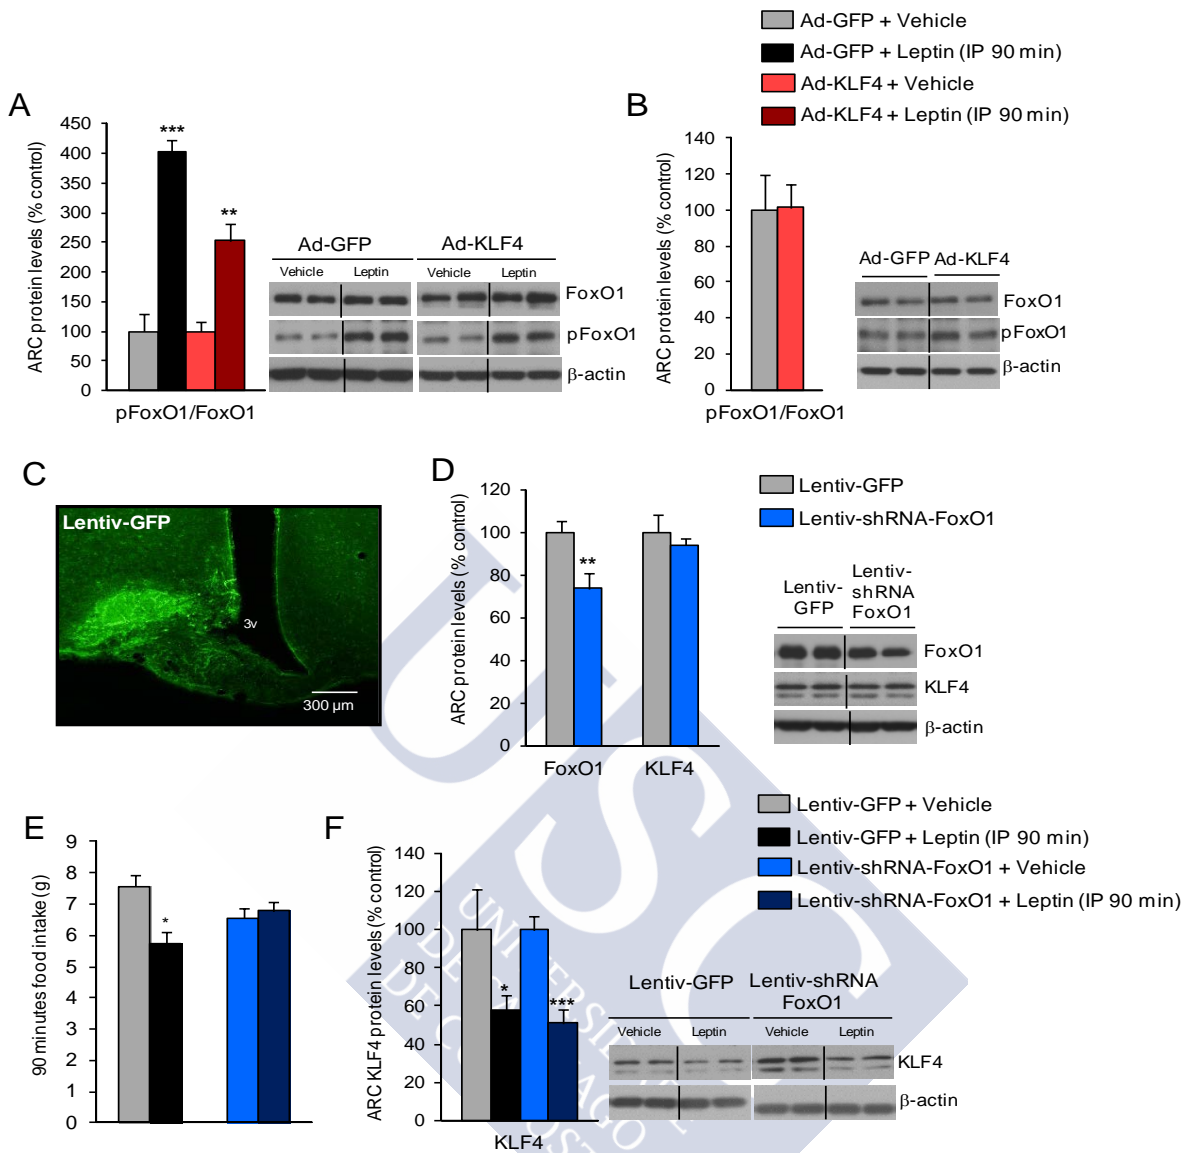 Ad-GFP + Vehicle
Ad-GFP + Leptin (IP 90 min)
Ad-KLF4 + Vehicle
Ad-KLF4 + Leptin (IP 90 min)
A
ARC protein levels (% control)
450
400
350
300
250
200
150
100
50
0
***
**
pFoxO1/FoxO1
Ad-GFP
Ad-KLF4
Vehicle
Leptin
Vehicle
Leptin
FoxO1
pFoxO1
β-actin
B
ARC protein levels (% control)
140
120
100
80
60
40
20
0
pFoxO1/FoxO1
Ad-GFP
Ad-KLF4
FoxO1
pFoxO1
β-actin
C
Lentiv-GFP
3v
300 µm
D
ARC protein levels (% control)
120
100
80
60
40
20
0
**
FoxO1
KLF4
Lentiv-GFP
Lentiv-shRNA-FoxO1
Lentiv-
GFP
Lentiv-
shRNA
FoxO1
FoxO1
KLF4
β-actin
E
90 minutes food intake (g)
9
8
7
6
5
4
3
2
1
0
*
F
ARC KLF4 protein levels (% control)
140
120
100
80
60
40
20
0
*
***
KLF4
Lentiv-GFP + Vehicle
Lentiv-GFP + Leptin (IP 90 min)
Lentiv-shRNA-FoxO1 + Vehicle
Lentiv-shRNA-FoxO1 + Leptin (IP 90 min)
Lentiv-GFP
Lentiv-shRNA
FoxO1
Vehicle
Leptin
Vehicle
Leptin
KLF4
β-actin
USC